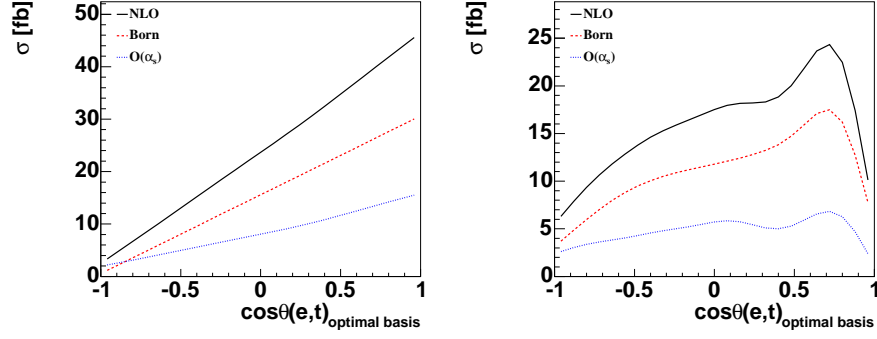 σ [fb]
50
40
30
20
10
0
NLO
Born
O(αs)
-1 -0.5 0 0.5 1
cosθ(e,t)optimal basis
σ [fb]
25
20
15
10
5
0
NLO
Born
O(αs)
-1 -0.5 0 0.5 1
cosθ(e,t)optimal basis